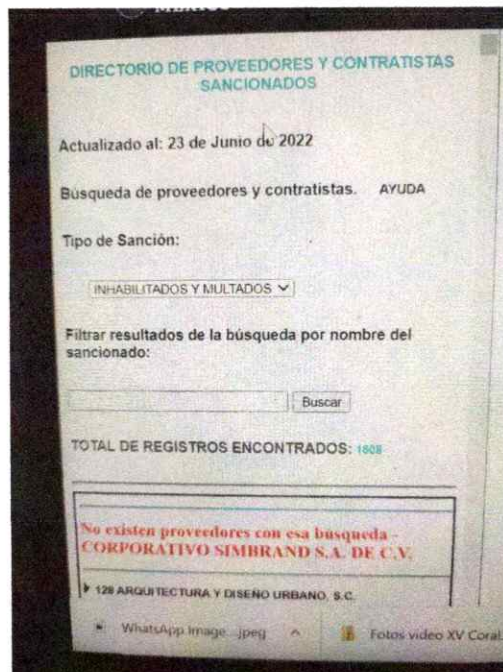 MÉXICO
DIRECTORIO DE PROVEEDORES Y CONTRATISTAS
SANCIONADOS
Actualizado al: 23 de Junio de 2022
Búsqueda de proveedores y contratistas. AYUDA
Tipo de Sanción:
INHABILITADOS Y MULTADOS
Filtrar resultados de la búsqueda por nombre del
sancionado:
Buscar
TOTAL DE REGISTROS ENCONTRADOS: 1808
No existen proveedores con esa busqueda -
CORPORATIVO SIMBRAND S.A. DE C.V.
128 ARQUITECTURA Y DISEÑO URBANO, S.C.
WhatsApp Image ...jpeg
Fotos video XV Coral